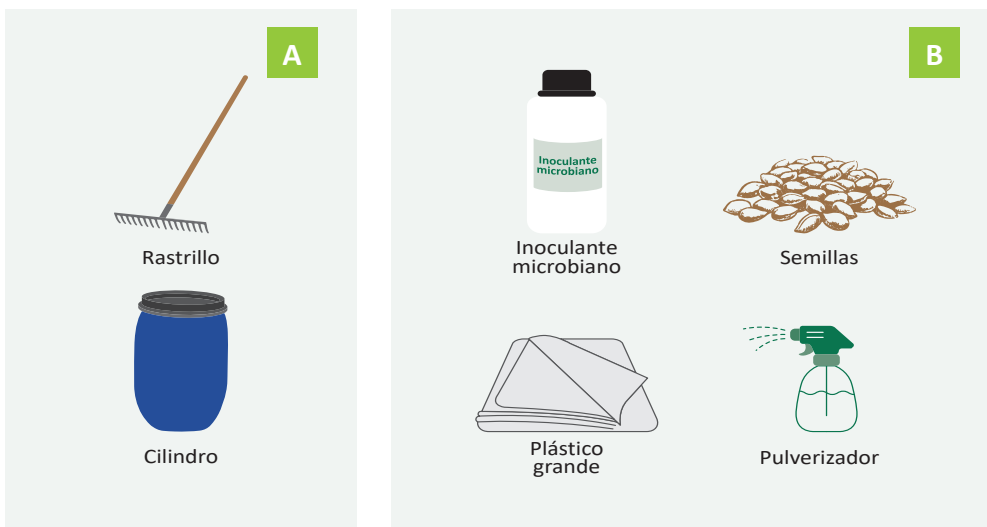 A
Rastrillo
Cilindro
B
Inoculante
microbiano
Inoculante
microbiano
Semillas
Plástico
grande
Pulverizador